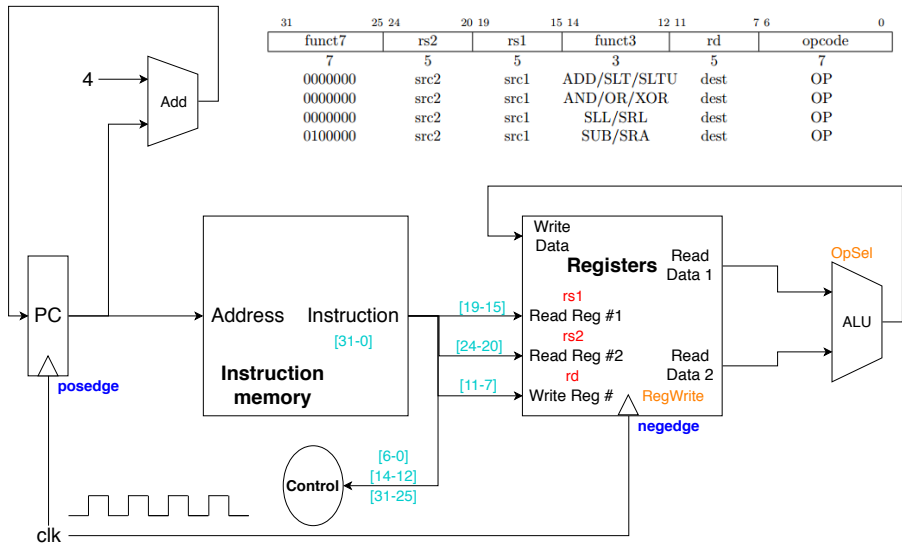 31 25 24 20 19 15 14 12 11 7 6 0
funct7 rs2 rs1 funct3 rd opcode
7 5 5 3 5 7
0000000 src2 src1 ADD/SLT/SLTU dest OP
0000000 src2 src1 AND/OR/XOR dest OP
0000000 src2 src1 SLL/SRL dest OP
0100000 src2 src1 SUB/SRA dest OP
4
Add
PC
posedge
Address
Instruction
[31-0]
Instruction
memory
[19-15]
[24-20]
[11-7]
Write
Data
Registers
rs1
Read Reg #1
rs2
Read Reg #2
rd
Write Reg #
Read
Data 1
Read
Data 2
RegWrite
negedge
OpSel
ALU
Control
[6-0]
[14-12]
[31-25]
clk